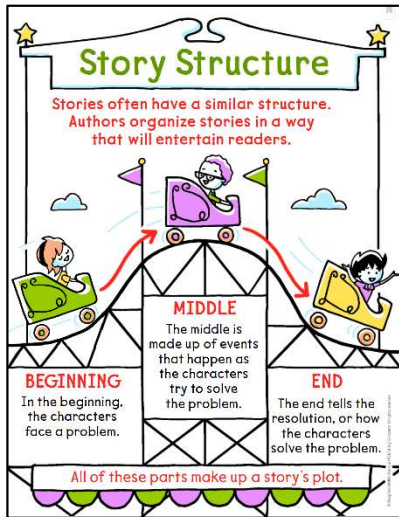 Story Structure
Stories often have a similar structure.
Authors organize stories in a way
that will entertain readers.
BEGINNING
In the beginning,
the characters
face a problem.
MIDDLE
The middle is
made up of events
that happen as
the characters
try to solve
the problem.
END
The end tells the
resolution, or how
the characters
solve the problem.
All of these parts make up a story's plot.